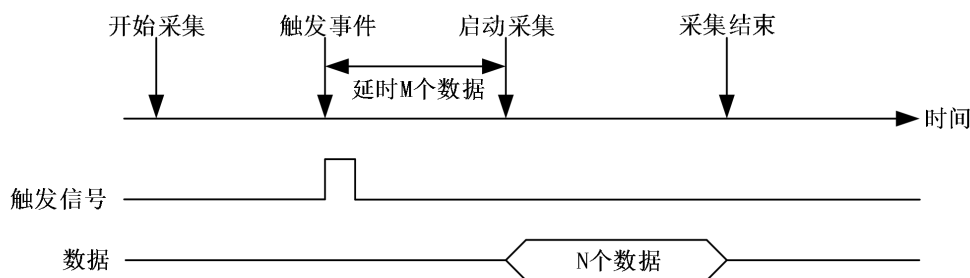 开始采集
触发事件
启动采集
采集结束
延时M个数据
时间
触发信号
数据
N个数据